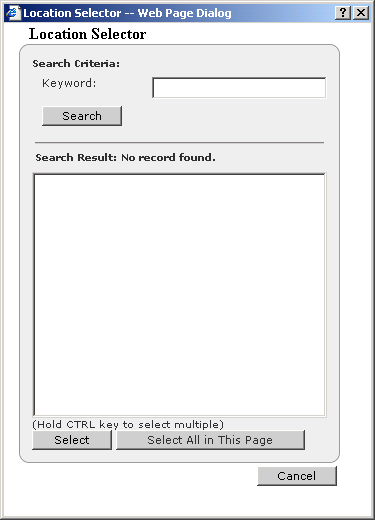 Location Selector -- Web Page Dialog
Location Selector
Search Criteria:
Keyword:
Search
Search Result: No record found.
(Hold CTRL key to select multiple)
Select
Select All in This Page
Cancel